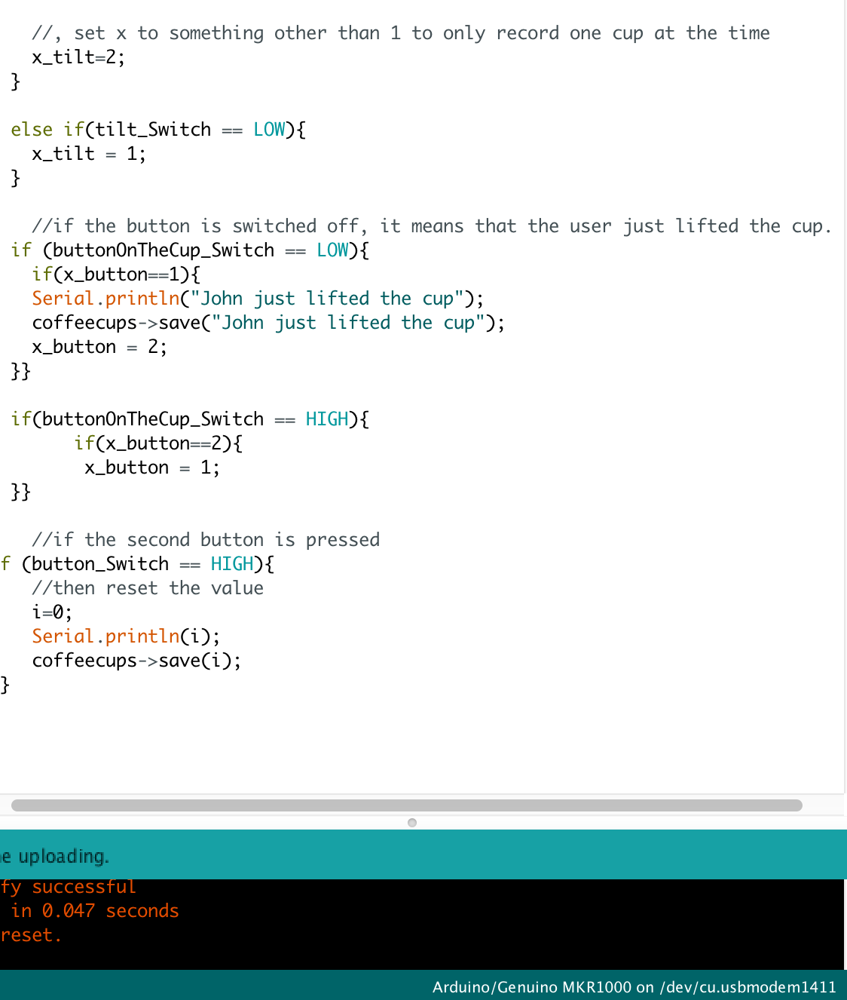 //, set x to something other than 1 to only record one cup at the time
x_tilt=2;
}
else if(tilt_Switch == LOW){
x_tilt = 1;
}
//if the button is switched off, it means that the user just lifted the cup.
if (buttonOnTheCup_Switch == LOW){
if(x_button==1){
Serial.println("John just lifted the cup");
coffeecups->save("John just lifted the cup");
x_button = 2;
}}
if(buttonOnTheCup_Switch == HIGH){
if(x_button==2){
x_button = 1;
}}
//if the second button is pressed
f (button_Switch == HIGH){
//then reset the value
i=0;
Serial.println(i);
coffeecups->save(i);
}
e uploading.
fy successful
in 0.047 seconds
reset.
Arduino/Genuino MKR1000 on /dev/cu.usbmodem1411